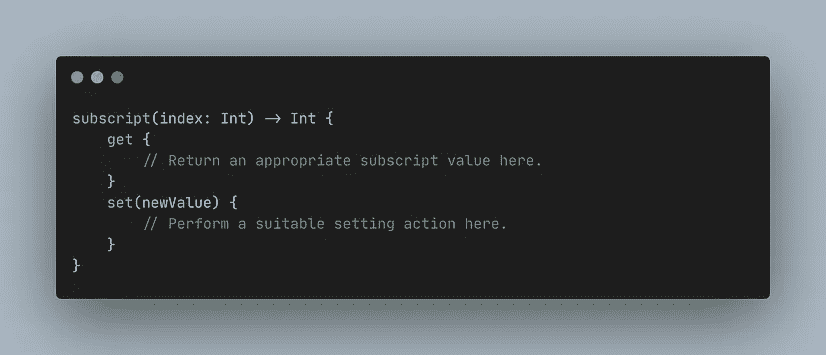 subscript(index: Int) -> Int {
    get {
        // Return an appropriate subscript value here.
    }
    set(newValue) {
        // Perform a suitable setting action here.
    }
}